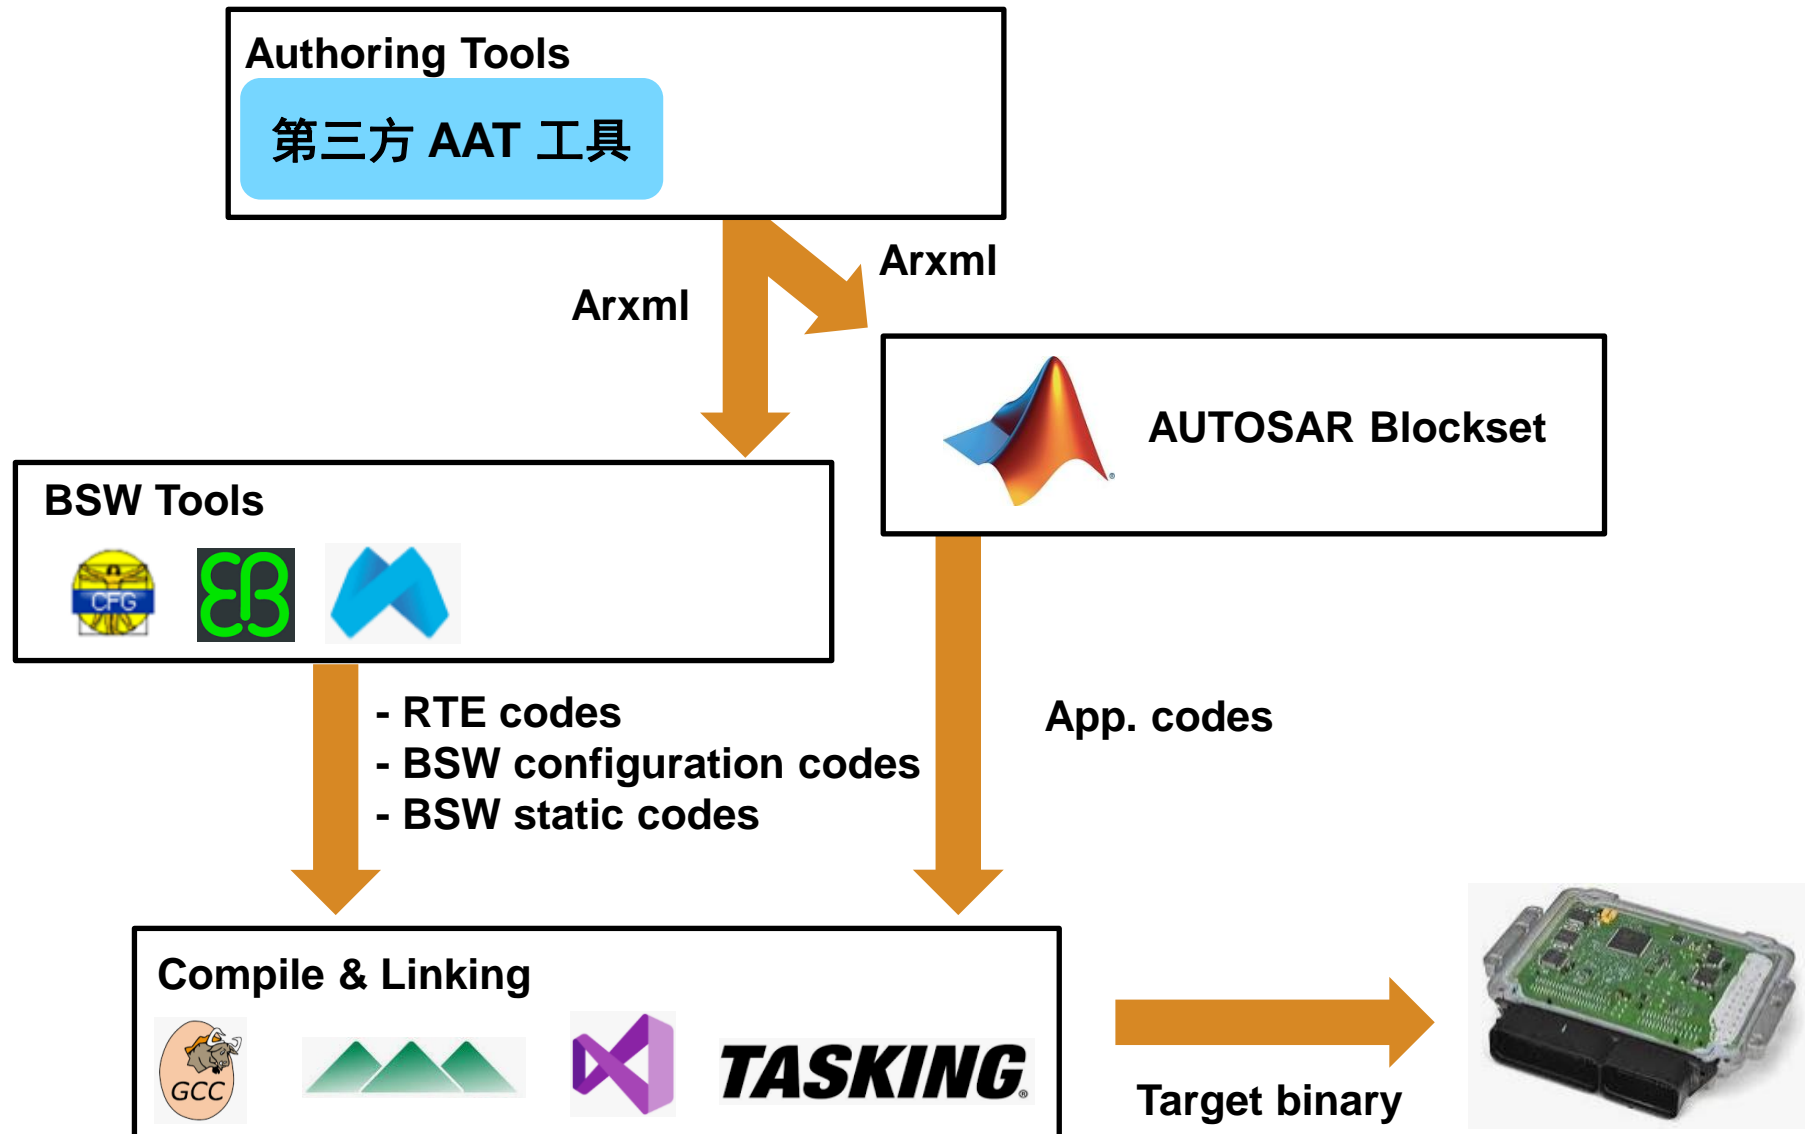 Authoring Tools
第三方 AAT 工具
Arxml
Arxml
AUTOSAR Blockset
BSW Tools
CFG
EB
- RTE codes
- BSW configuration codes
- BSW static codes
App. codes
Compile & Linking
GCC
TASKING®
Target binary